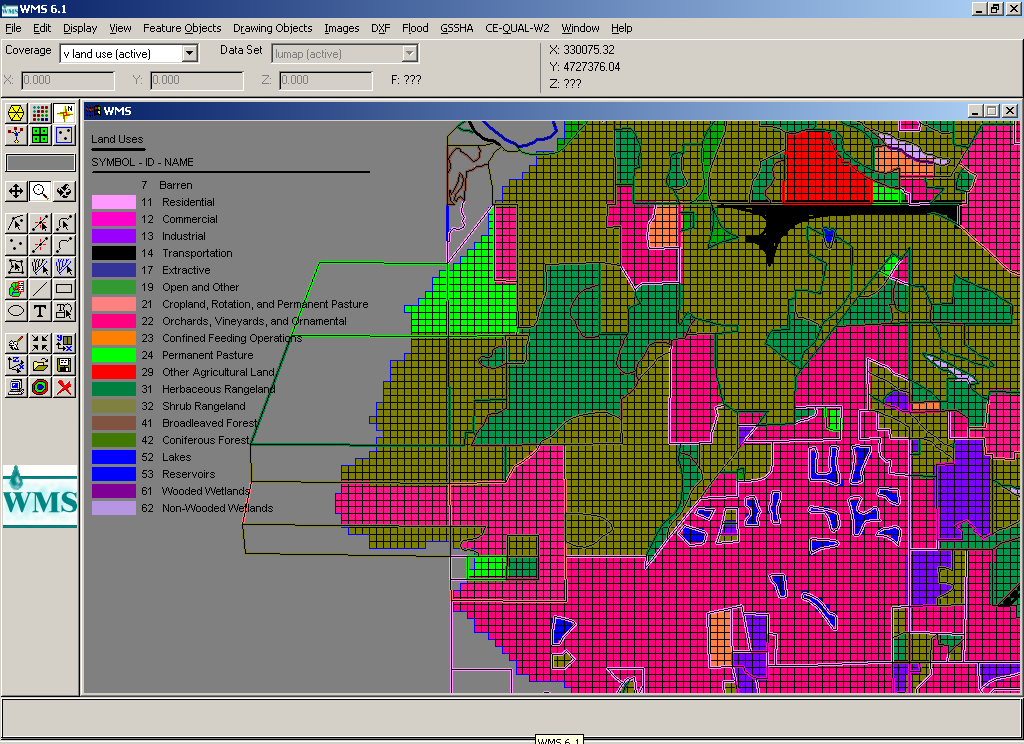 WMS 6.1
File Edit Display View Feature Objects Drawing Objects Images DXF Flood GSSHA CE-QUAL-W2 Window Help
Coverage v land use (active) Data Set lumap (active) X: 330075.32
Y: 4727376.04
X: 0.000 Y: 0.000 Z: 0.000 F: ??? Z: ???
WMS
Land Uses
SYMBOL - ID - NAME
7 Barren
11 Residential
12 Commercial
13 Industrial
14 Transportation
17 Extractive
19 Open and Other
21 Cropland, Rotation, and Permanent Pasture
22 Orchards, Vineyards, and Ornamental
23 Confined Feeding Operations
24 Permanent Pasture
29 Other Agricultural Land
31 Herbaceous Rangeland
32 Shrub Rangeland
41 Broadleaved Forest
42 Coniferous Forest
52 Lakes
53 Reservoirs
61 Wooded Wetlands
62 Non-Wooded Wetlands
WMS
WMS 6.1